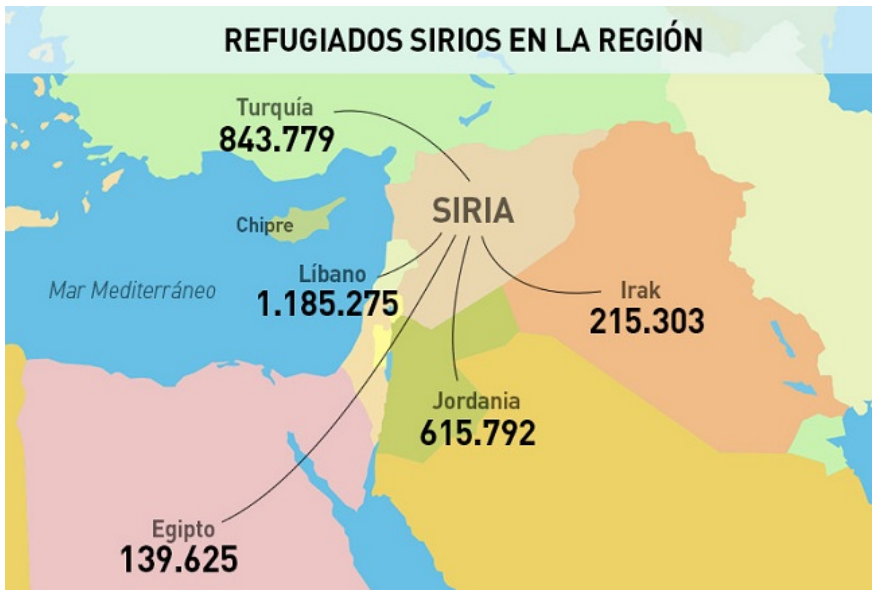 REFUGIADOS SIRIOS EN LA REGIÓN
Turquía
843.779
SIRIA
Chipre
Mar Mediterráneo
Líbano
1.185.275
Irak
215.303
Jordania
615.792
Egipto
139.625